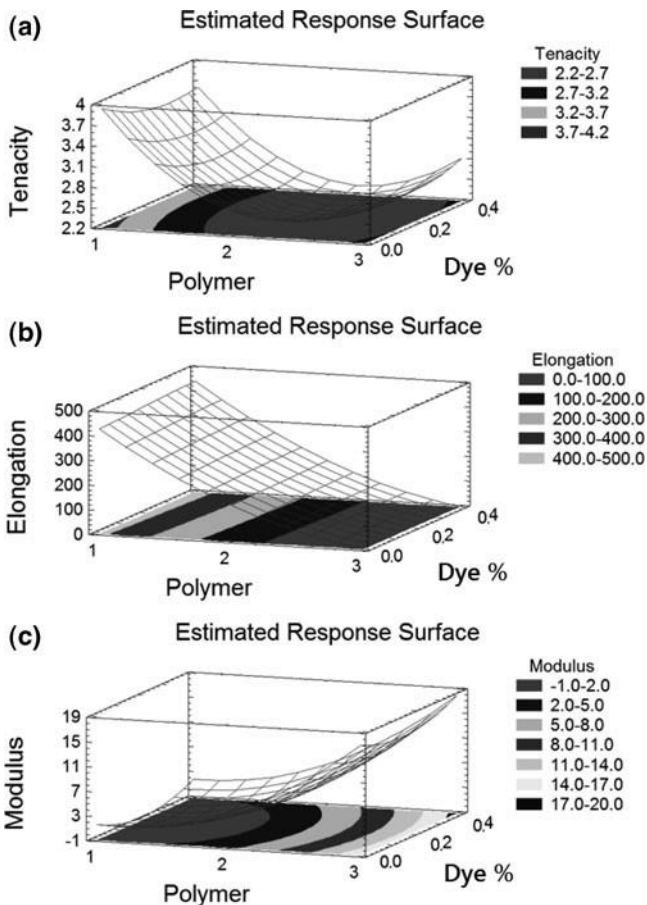 (a)
Estimated Response Surface
Tenacity
2.2-2.7
2.7-3.2
3.2-3.7
3.7-4.2
4
3.7
3.4
3.1
2.8
2.5
2.2
Tenacity
1
2
3
Polymer
0.0
0.2
0.4
Dye %
(b)
Estimated Response Surface
Elongation
0.0-100.0
100.0-200.0
200.0-300.0
300.0-400.0
400.0-500.0
500
400
300
200
100
0
Elongation
1
2
3
Polymer
0.0
0.2
0.4
Dye %
(c)
Estimated Response Surface
Modulus
-1.0-2.0
2.0-5.0
5.0-8.0
8.0-11.0
11.0-14.0
14.0-17.0
17.0-20.0
19
15
11
7
3
-1
Modulus
1
2
3
Polymer
0.0
0.2
0.4
Dye %